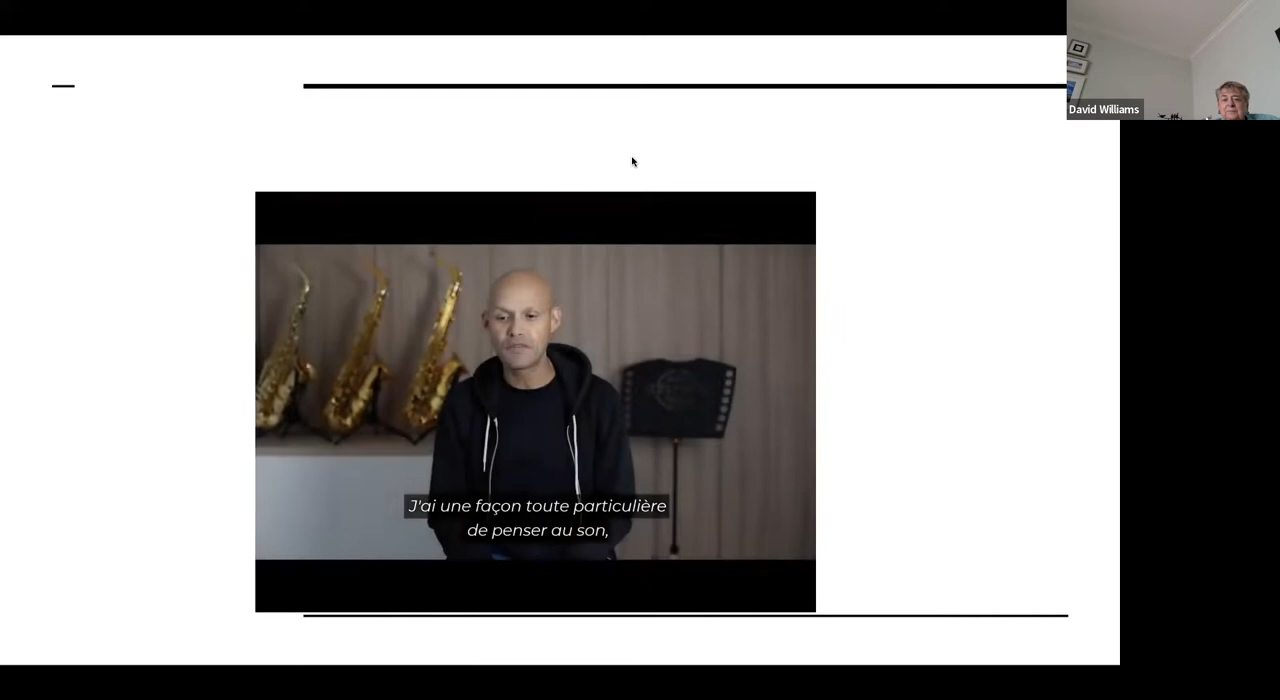 David Williams
J'ai une façon toute particulière
de penser au son,